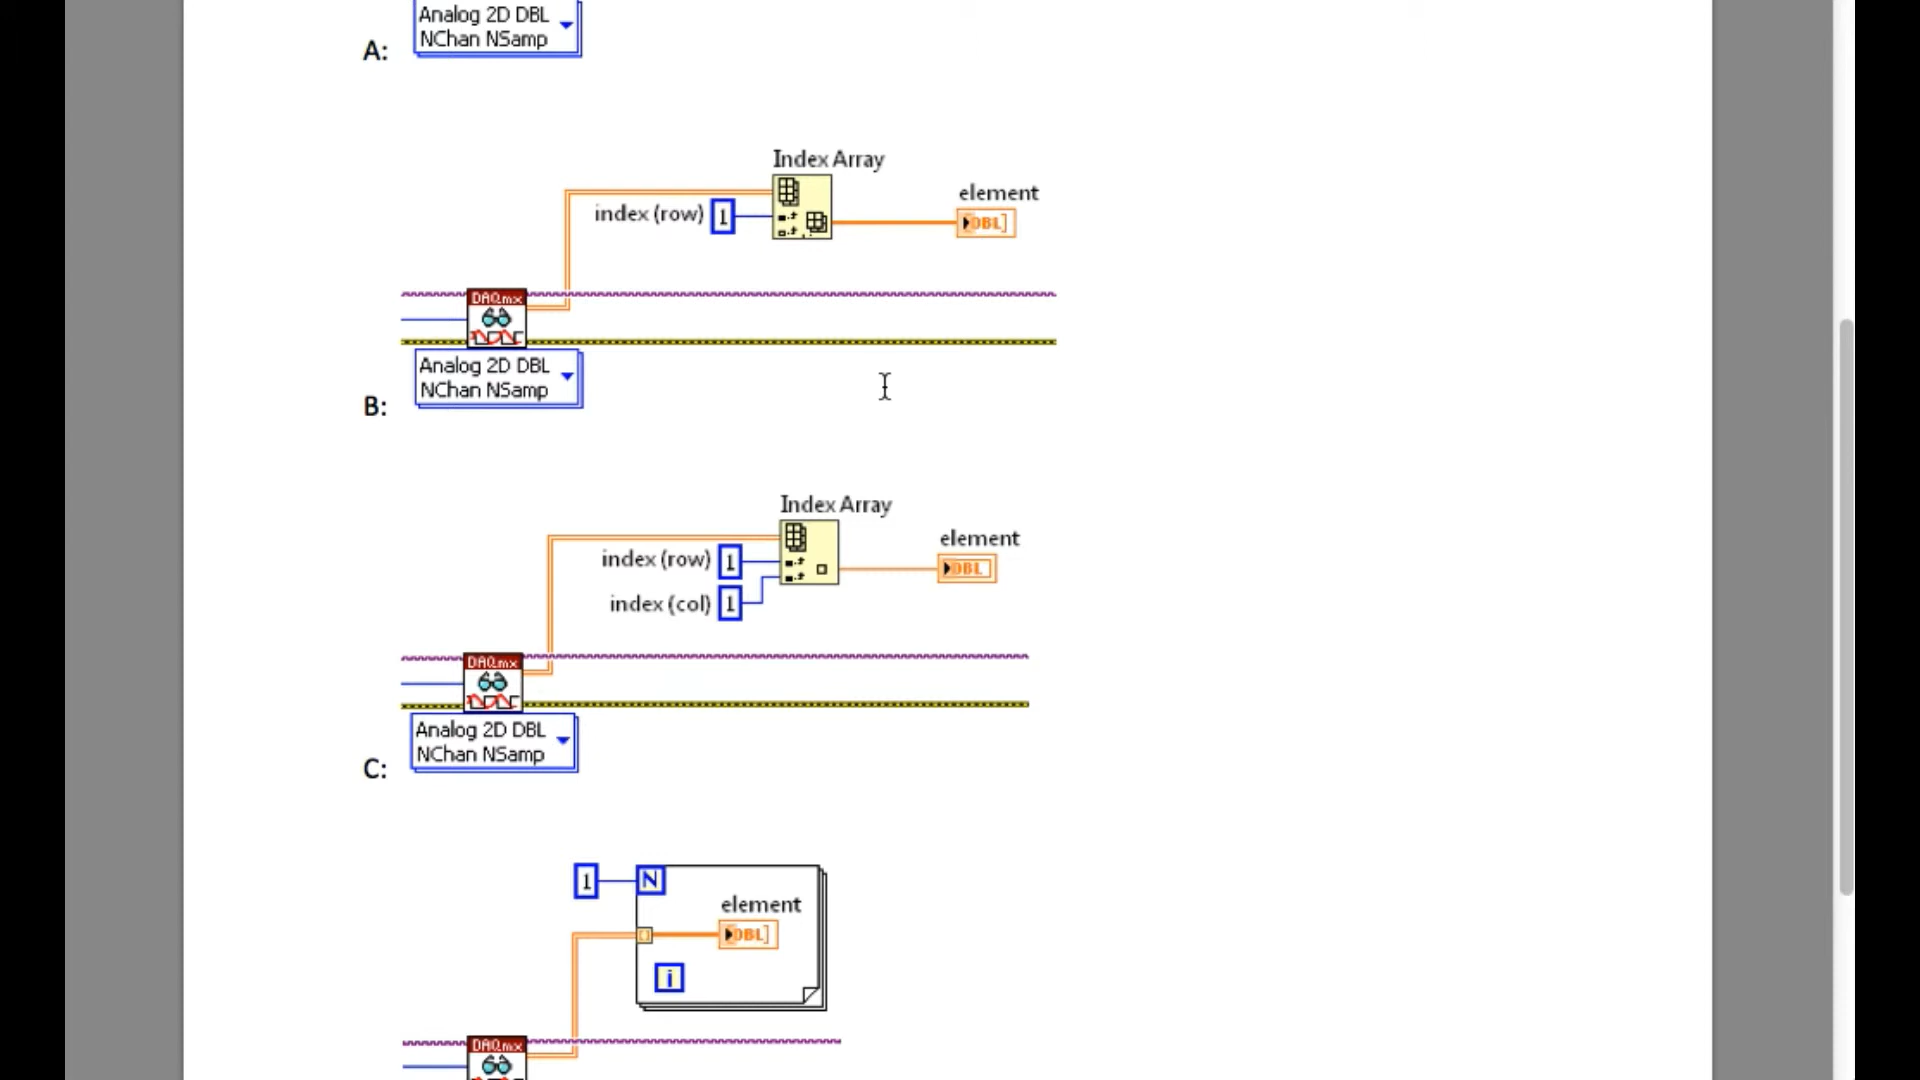 Analog 2D DBL
NChan NSamp
A:
Index Array
element
index (row) 1
DBL]
DAQmx
Analog 2D DBL
NChan NSamp
B:
Index Array
element
index (row) 1
DBL
index (col) 1
DAQmx
Analog 2D DBL
NChan NSamp
C:
1 N
element
DBL]
i
DAQmx